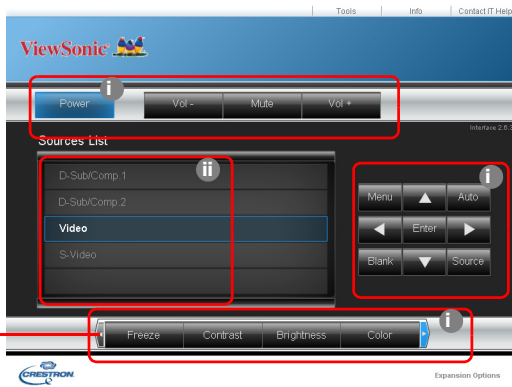 Tools Info Contact IT Help
ViewSonic
i
Power Vol - Mute Vol +
Interface 2.6.3
Sources List
ii
i
D-Sub/Comp.1
D-Sub/Comp.2
Video
S-Video
Menu Auto
Enter
Blank Source
i
Freeze Contrast Brightness Color
CRESTRON
Expansion Options